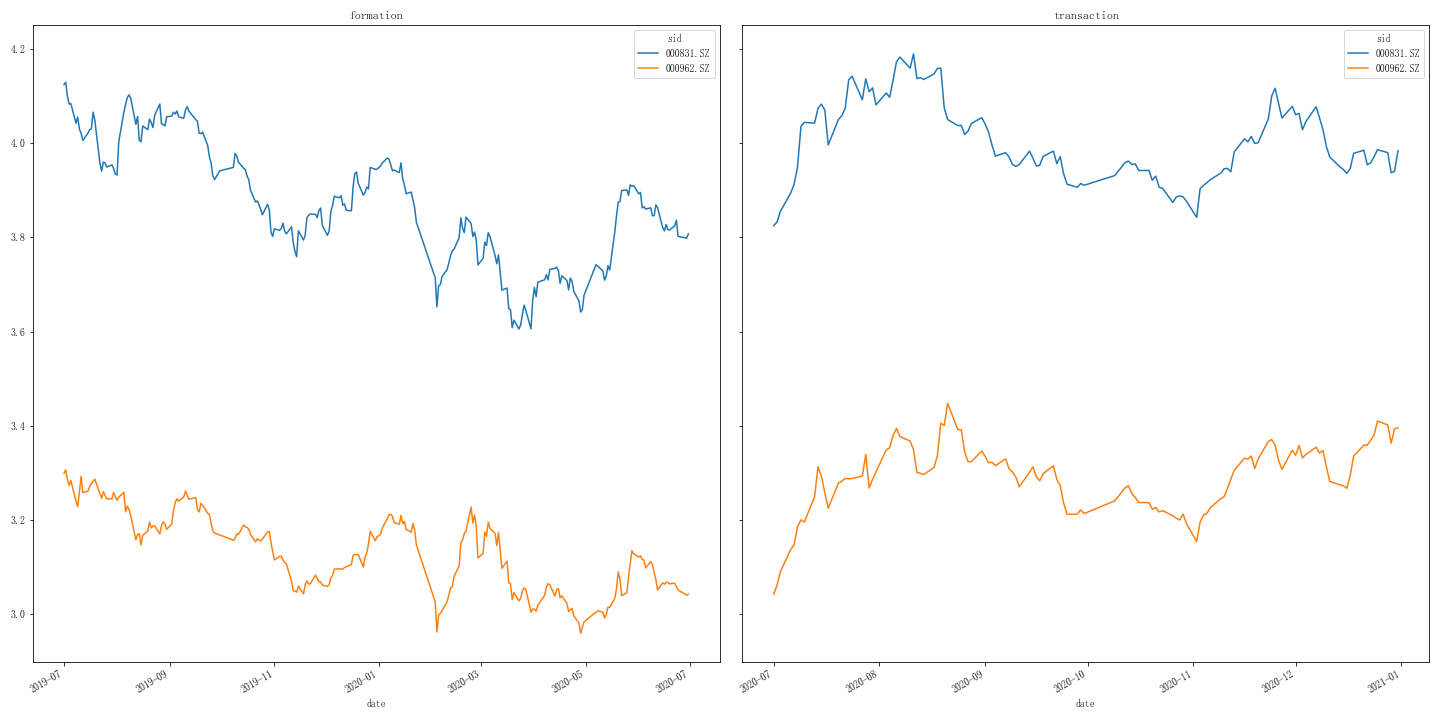 formation
transaction
sid
000831.SZ
000962.SZ
sid
000831.SZ
000962.SZ
4.2
4.0
3.8
3.6
3.4
3.2
3.0
2019-07
2019-09
2019-11
2020-01
2020-03
2020-05
2020-07
date
2020-07
2020-08
2020-09
2020-10
2020-11
2020-12
2021-01
date